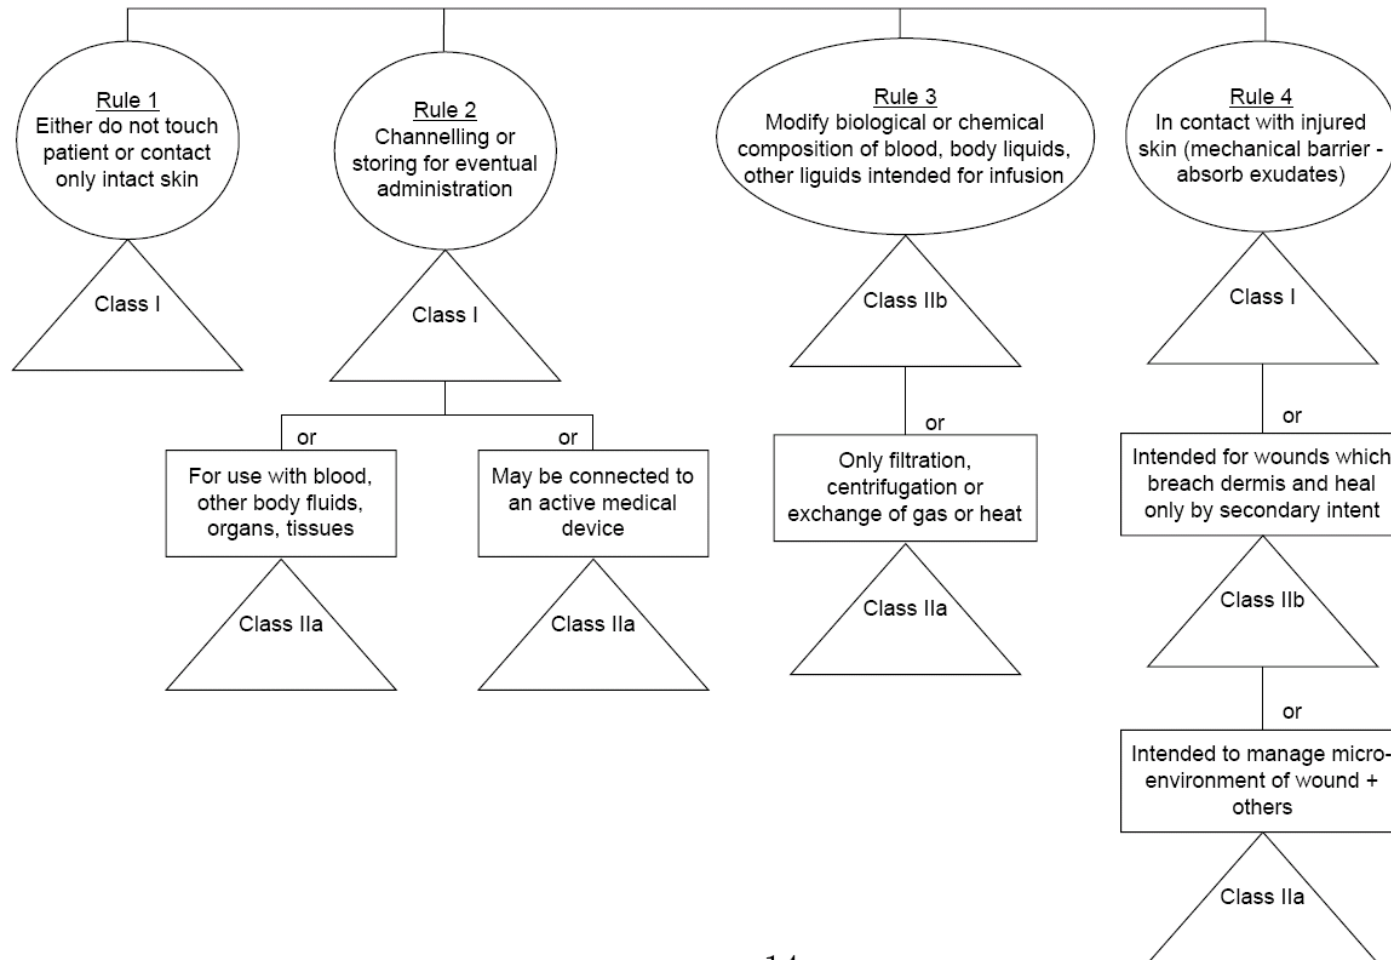 Rule 1
Either do not touch
patient or contact
only intact skin
Class I
Rule 2
Channelling or
storing for eventual
administration
Class I
or
For use with blood,
other body fluids,
organs, tissues
Class IIa
or
May be connected to
an active medical
device
Class IIa
Rule 3
Modify biological or chemical
composition of blood, body liquids,
other liguids intended for infusion
Class IIb
or
Only filtration,
centrifugation or
exchange of gas or heat
Class IIa
Rule 4
In contact with injured
skin (mechanical barrier -
absorb exudates)
Class I
or
Intended for wounds which
breach dermis and heal
only by secondary intent
Class IIb
or
Intended to manage micro-
environment of wound +
others
Class IIa